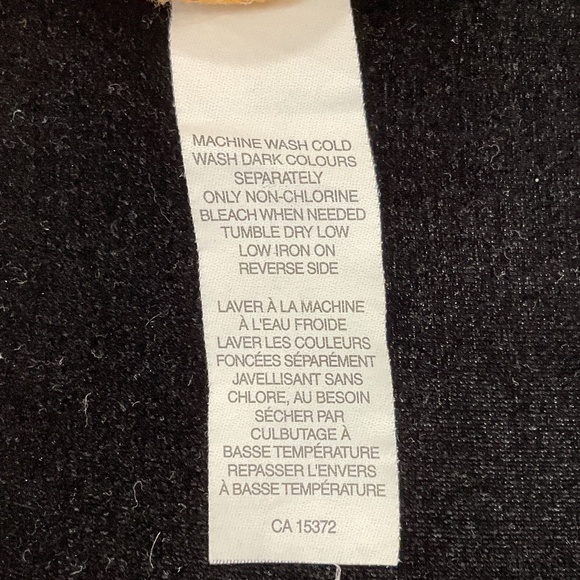 MACHINE WASH COLD
WASH DARK COLOURS
SEPARATELY
ONLY NON-CHLORINE
BLEACH WHEN NEEDED
TUMBLE DRY LOW
LOW IRON ON
REVERSE SIDE
LAVER À LA MACHINE
À L'EAU FROIDE
LAVER LES COULEURS
FONCÉES SÉPARÉMENT
JAVELLISANT SANS
CHLORE, AU BESOIN
SÉCHER PAR
CULBUTAGE À
BASSE TEMPÉRATURE
REPASSER L'ENVERS
À BASSE TEMPÉRATURE
CA 15372